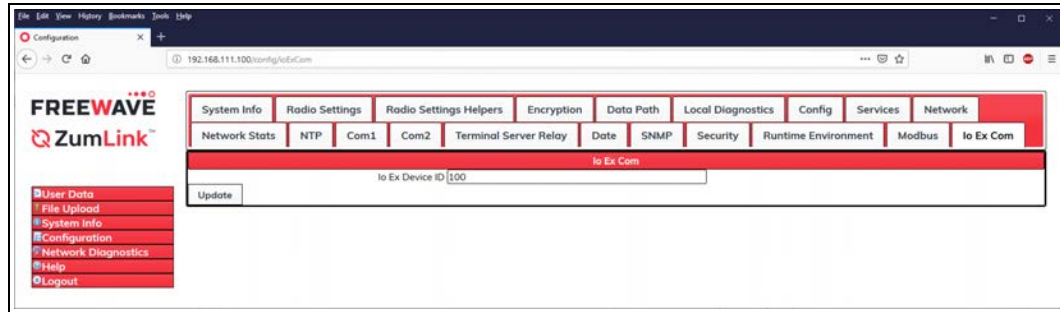 File Edit View History Bookmarks Tools Help
Configuration
192.168.111.100/config/IoExCom
FREEWAVE
ZumLink™
System Info Radio Settings Radio Settings Helpers Encryption Data Path Local Diagnostics Config Services Network
Network Stats NTP Com1 Com2 Terminal Server Relay Date SNMP Security Runtime Environment Modbus Io Ex Com
Io Ex Com
Io Ex Device ID 100
Update
User Data
File Upload
System Info
Configuration
Network Diagnostics
Help
Logout